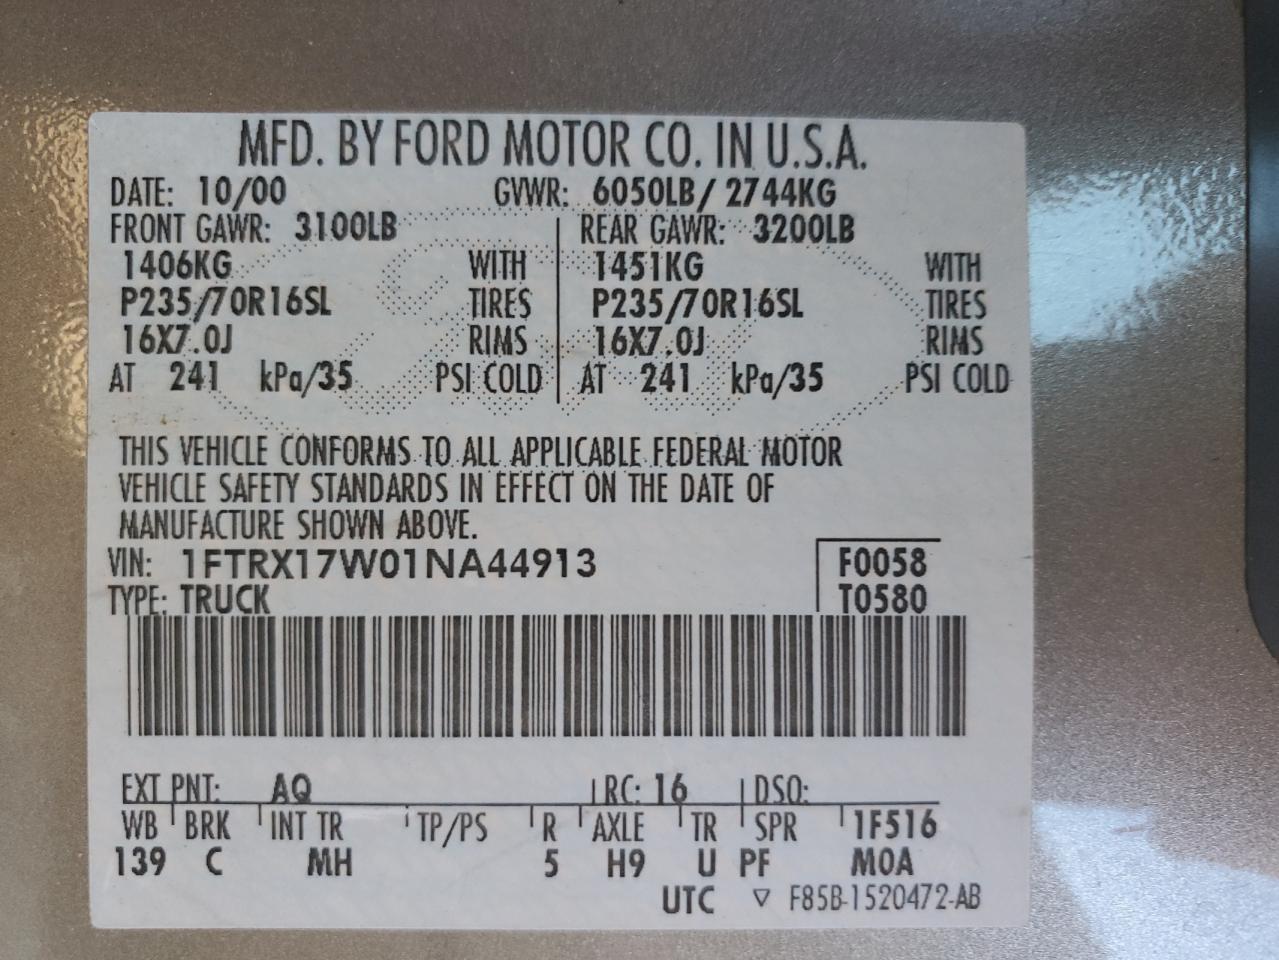 MFD. BY FORD MOTOR CO. IN U.S.A.
DATE: 10/00 GVWR: 6050LB/ 2744KG
FRONT GAWR: 3100LB REAR GAWR: 3200LB
1406KG WITH 1451KG WITH
P235/70R16SL TIRES P235/70R16SL TIRES
16X7.0J RIMS 16X7.0J RIMS
AT 241 kPa/35 PSI COLD AT 241 kPa/35 PSI COLD
THIS VEHICLE CONFORMS TO ALL APPLICABLE FEDERAL MOTOR
VEHICLE SAFETY STANDARDS IN EFFECT ON THE DATE OF
MANUFACTURE SHOWN ABOVE.
VIN: 1FTRX17W01NA44913 F0058
TYPE: TRUCK T0580
EXT PNT: AQ RC: 16 DSO:
WB BRK INT TR TP/PS R AXLE TR SPR 1F516
139 C MH 5 H9 U PF M0A
UTC ▽ F85B-1520472-AB